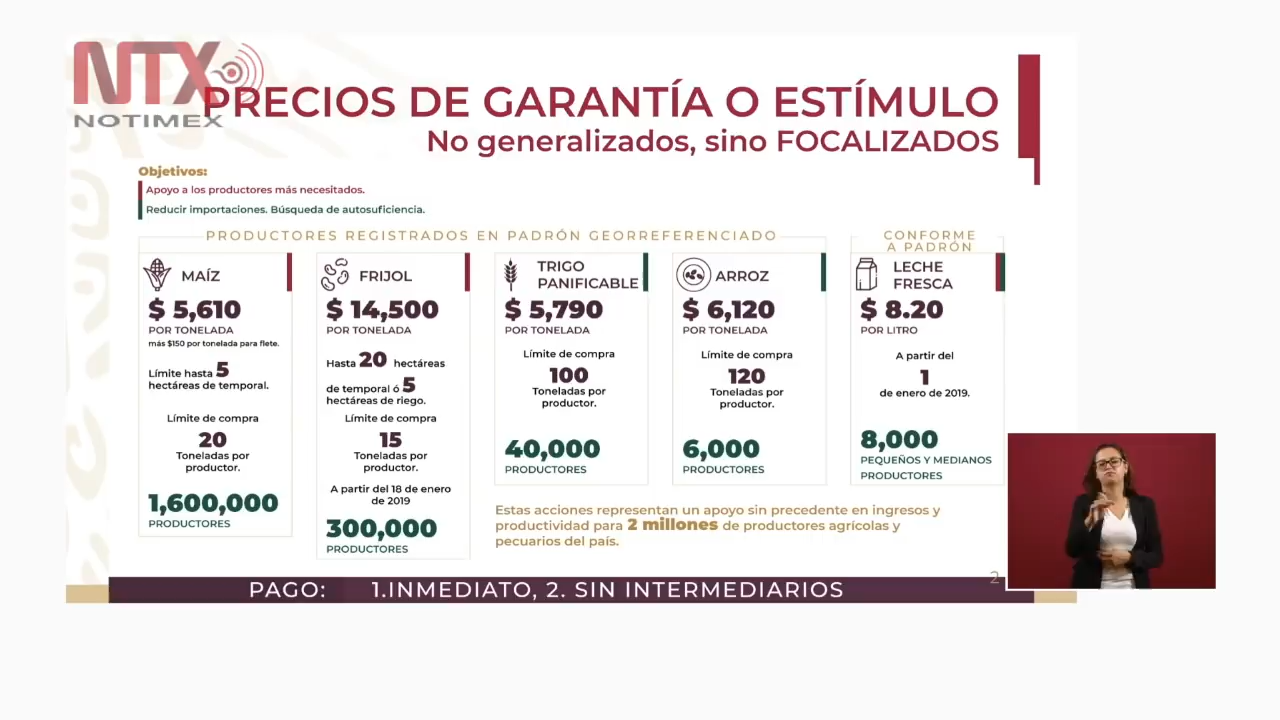 NTX
NOTIMEX
PRECIOS DE GARANTÍA O ESTÍMULO
No generalizados, sino FOCALIZADOS
Objetivos:
Apoyo a los productores más necesitados.
Reducir importaciones. Búsqueda de autosuficiencia.
PRODUCTORES REGISTRADOS EN PADRÓN GEORREFERENCIADO
MAÍZ
$ 5,610
POR TONELADA
más $150 por tonelada para flete.
Límite hasta 5
hectáreas de temporal.
Límite de compra
20
Toneladas por
productor.
1,600,000
PRODUCTORES
FRIJOL
$ 14,500
POR TONELADA
Hasta 20 hectáreas
de temporal ó 5
hectáreas de riego.
Límite de compra
15
Toneladas por
productor.
A partir del 18 de enero
de 2019
300,000
PRODUCTORES
TRIGO
PANIFICABLE
$ 5,790
POR TONELADA
Límite de compra
100
Toneladas por
productor.
40,000
PRODUCTORES
ARROZ
$ 6,120
POR TONELADA
Límite de compra
120
Toneladas por
productor.
6,000
PRODUCTORES
CONFORME
A PADRÓN
LECHE
FRESCA
$ 8.20
POR LITRO
A partir del
1
de enero de 2019.
8,000
PEQUEÑOS Y MEDIANOS
PRODUCTORES
Estas acciones representan un apoyo sin precedente en ingresos y
productividad para 2 millones de productores agrícolas y
pecuarios del país.
2
PAGO: 1.INMEDIATO, 2. SIN INTERMEDIARIOS